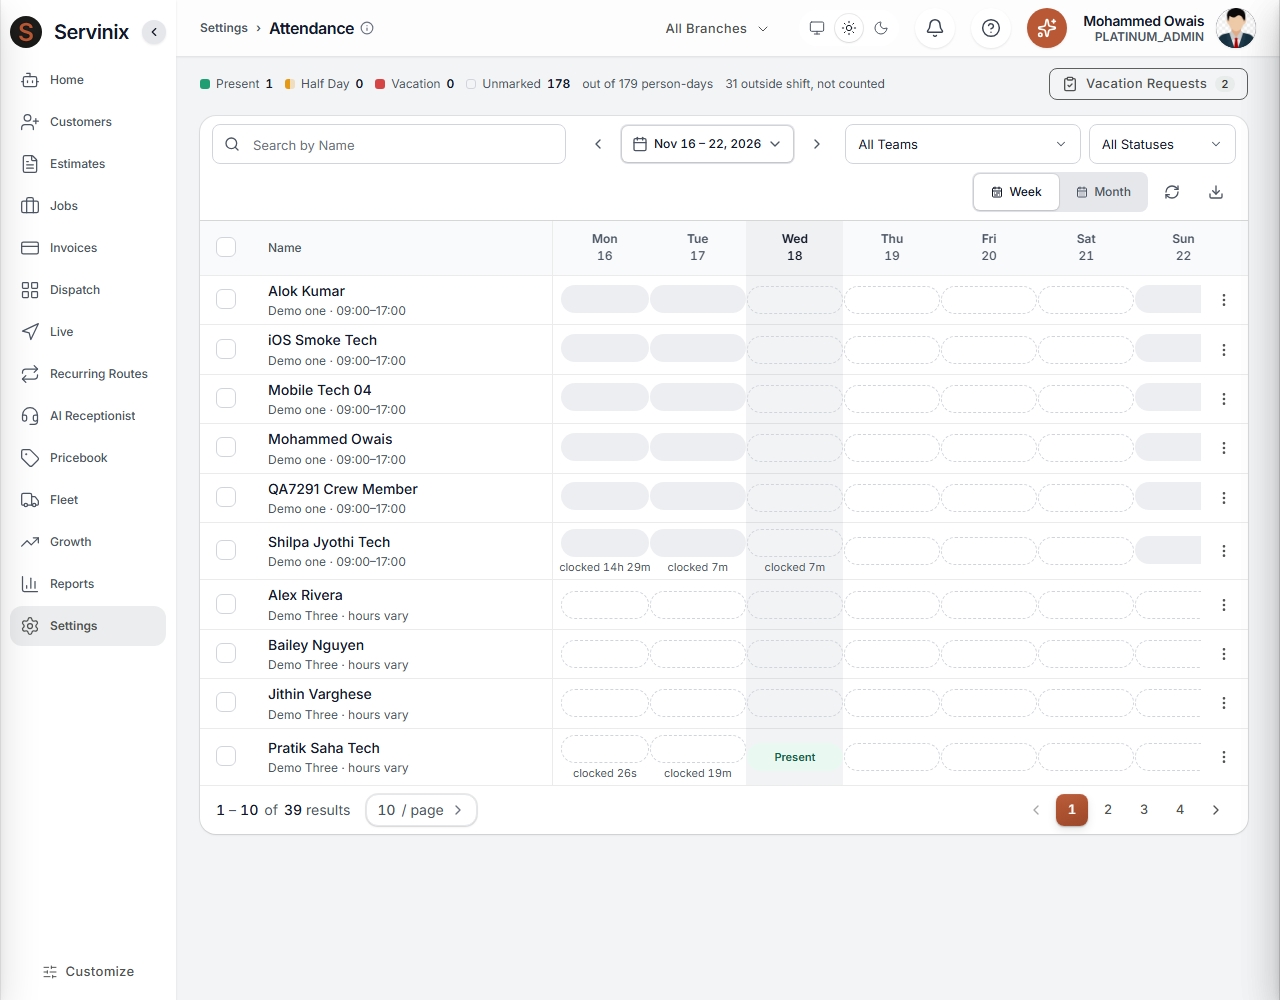 Servinix
Settings › Attendance
All Branches
Mohammed Owais
PLATINUM_ADMIN
Home
Customers
Estimates
Jobs
Invoices
Dispatch
Live
Recurring Routes
AI Receptionist
Pricebook
Fleet
Growth
Reports
Settings
Customize
Present 1 Half Day 0 Vacation 0 Unmarked 178 out of 179 person-days 31 outside shift, not counted
Vacation Requests 2
Search by Name
Nov 16 – 22, 2026
All Teams
All Statuses
Week Month
Name Mon 16 Tue 17 Wed 18 Thu 19 Fri 20 Sat 21 Sun 22
Alok Kumar
Demo one · 09:00–17:00
iOS Smoke Tech
Demo one · 09:00–17:00
Mobile Tech 04
Demo one · 09:00–17:00
Mohammed Owais
Demo one · 09:00–17:00
QA7291 Crew Member
Demo one · 09:00–17:00
Shilpa Jyothi Tech
Demo one · 09:00–17:00
clocked 14h 29m clocked 7m clocked 7m
Alex Rivera
Demo Three · hours vary
Bailey Nguyen
Demo Three · hours vary
Jithin Varghese
Demo Three · hours vary
Pratik Saha Tech
Demo Three · hours vary
clocked 26s clocked 19m Present
1 – 10 of 39 results 10 / page
1 2 3 4